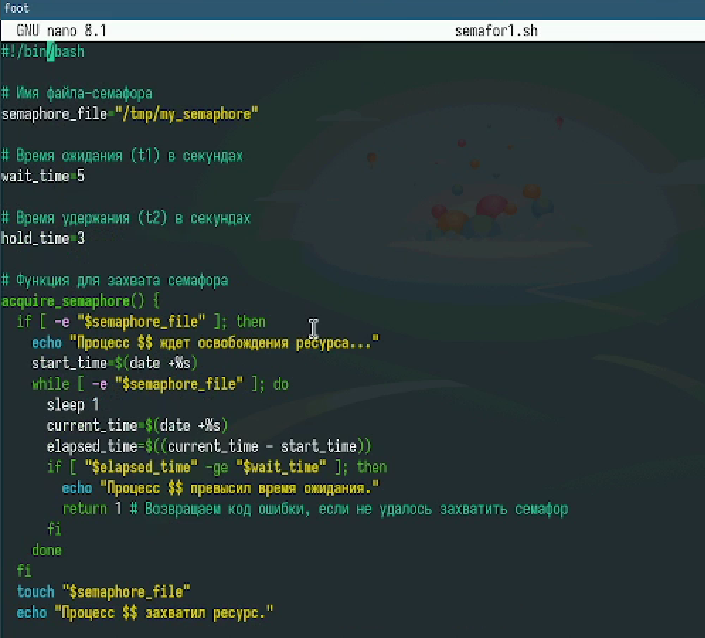 foot
GNU nano 8.1 semafor1.sh
#!/bin/bash
# Имя файла-семафора
semaphore_file="/tmp/my_semaphore"
# Время ожидания (t1) в секундах
wait_time=5
# Время удержания (t2) в секундах
hold_time=3
# Функция для захвата семафора
acquire_semaphore() {
  if [ -e "$semaphore_file" ]; then
    echo "Процесс $$ ждет освобождения ресурса..."
    start_time=$(date +%s)
    while [ -e "$semaphore_file" ]; do
      sleep 1
      current_time=$(date +%s)
      elapsed_time=$((current_time - start_time))
      if [ "$elapsed_time" -ge "$wait_time" ]; then
        echo "Процесс $$ превысил время ожидания."
        return 1 # Возвращаем код ошибки, если не удалось захватить семафор
      fi
    done
  fi
  touch "$semaphore_file"
  echo "Процесс $$ захватил ресурс."